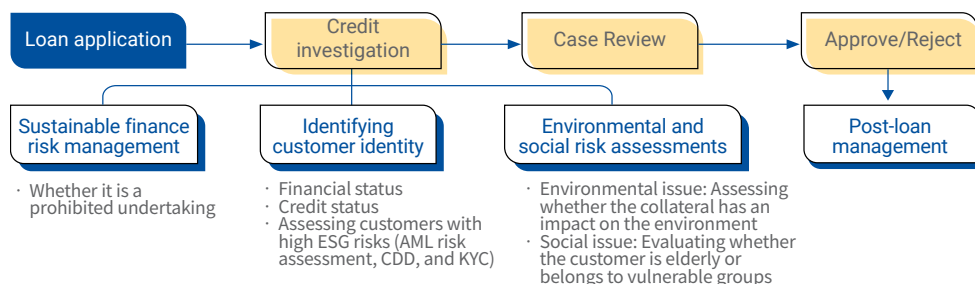 Loan application
Credit
investigation
Case Review
Approve/Reject
Sustainable finance
risk management
Identifying
customer identity
Environmental and
social risk assessments
Post-loan
management
· Whether it is a
prohibited undertaking
· Financial status
· Credit status
· Assessing customers with
high ESG risks (AML risk
assessment, CDD, and KYC)
· Environmental issue: Assessing
whether the collateral has an
impact on the environment
· Social issue: Evaluating whether
the customer is elderly or
belongs to vulnerable groups